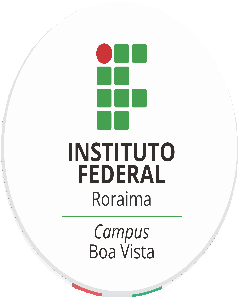 INSTITUTO
FEDERAL
Roraima
Campus
Boa Vista